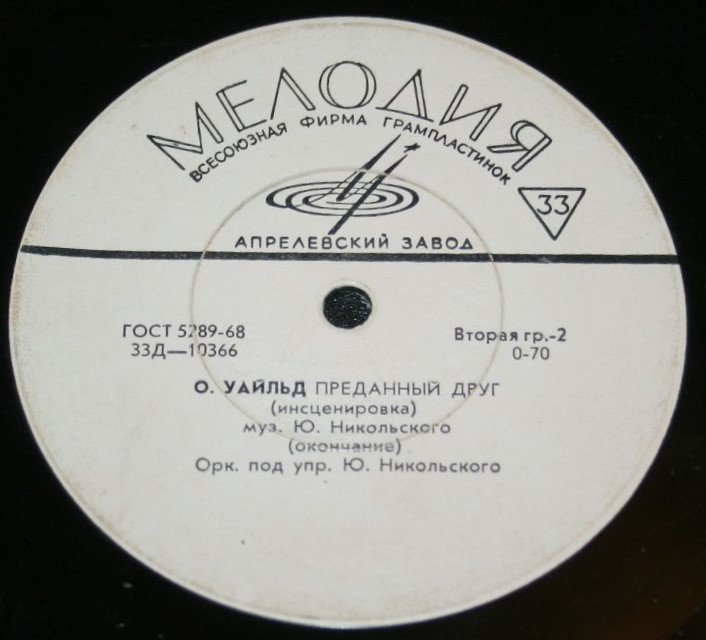 МЕЛОДИЯ
ВСЕСОЮЗНАЯ ФИРМА ГРАМПЛАСТИНОК
33
АПРЕЛЕВСКИЙ ЗАВОД
ГОСТ 5289-68
33Д—10366
Вторая гр.-2
0-70
О. УАЙЛЬД ПРЕДАННЫЙ ДРУГ
(инсценировка)
муз. Ю. Никольского
(окончание)
Орк. под упр. Ю. Никольского